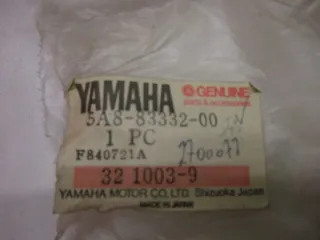 YAMAHA GENUINE
parts & accessories
5A8-83332-00
1 PC
F840721A
32 1003-9
YAMAHA MOTOR CO., LTD. Shizuoka Japan
MADE IN JAPAN